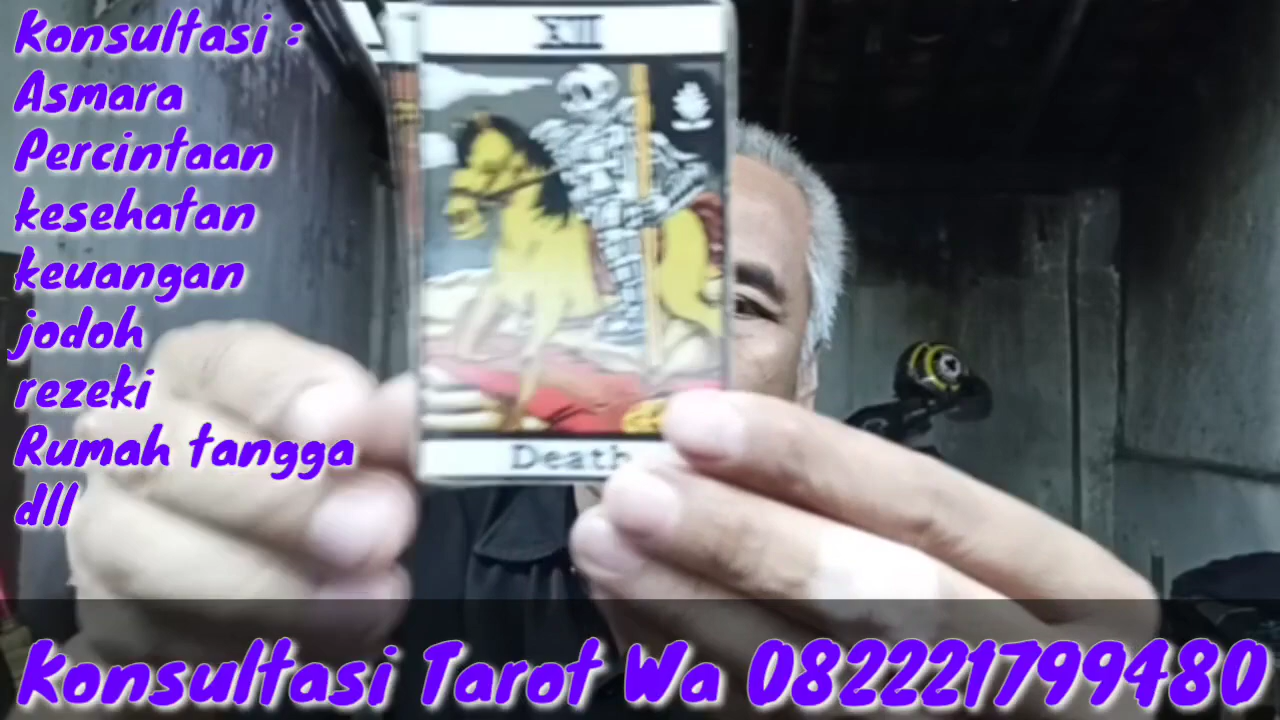 Konsultasi :
Asmara
Percintaan
kesehatan
keuangan
jodoh
rezeki
Rumah tangga
dll
XIII
Death
Konsultasi Tarot Wa 082221799480